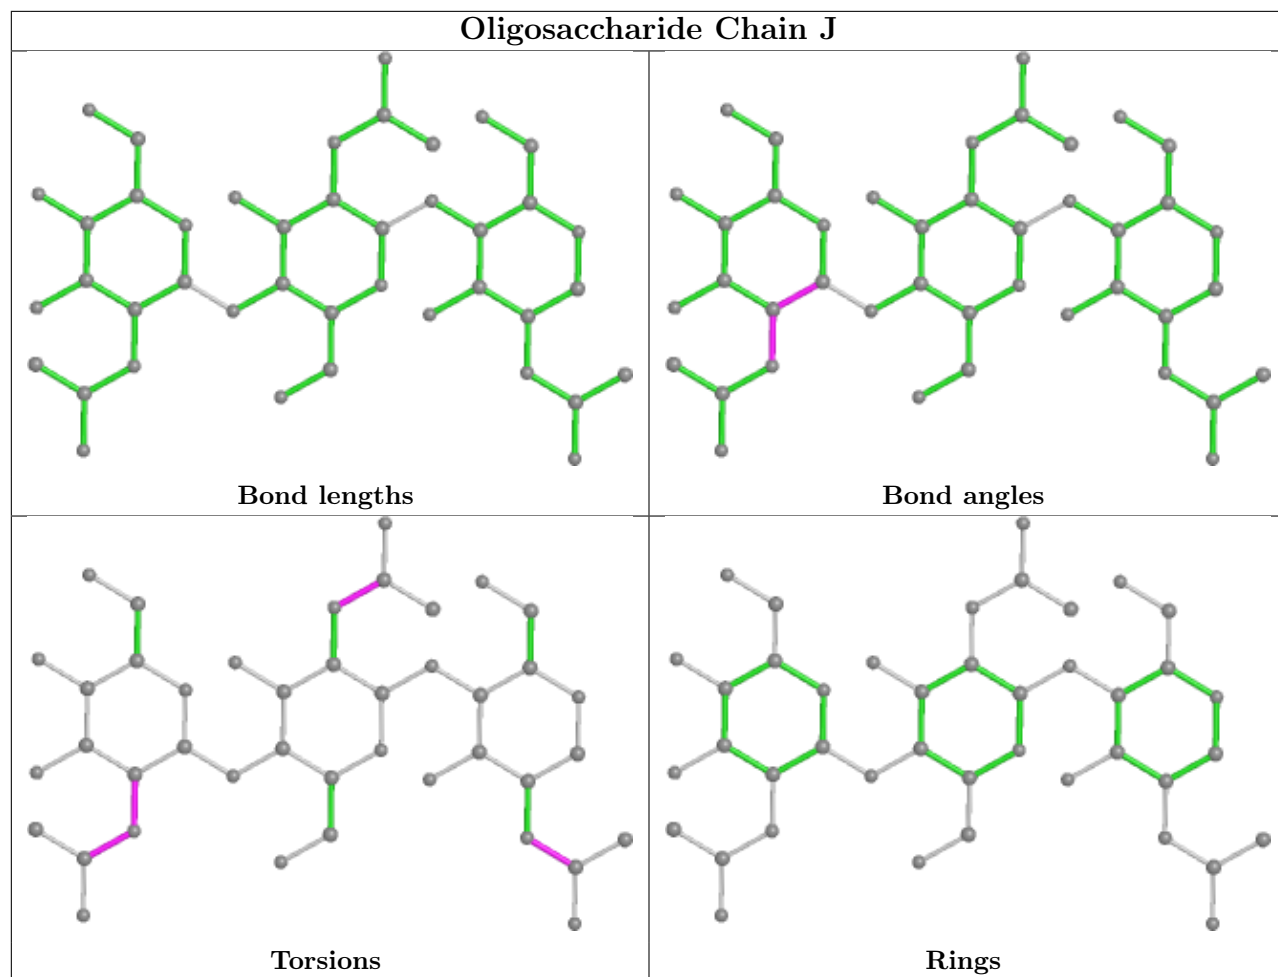 Oligosaccharide Chain J
Bond lengths
Bond angles
Torsions
Rings